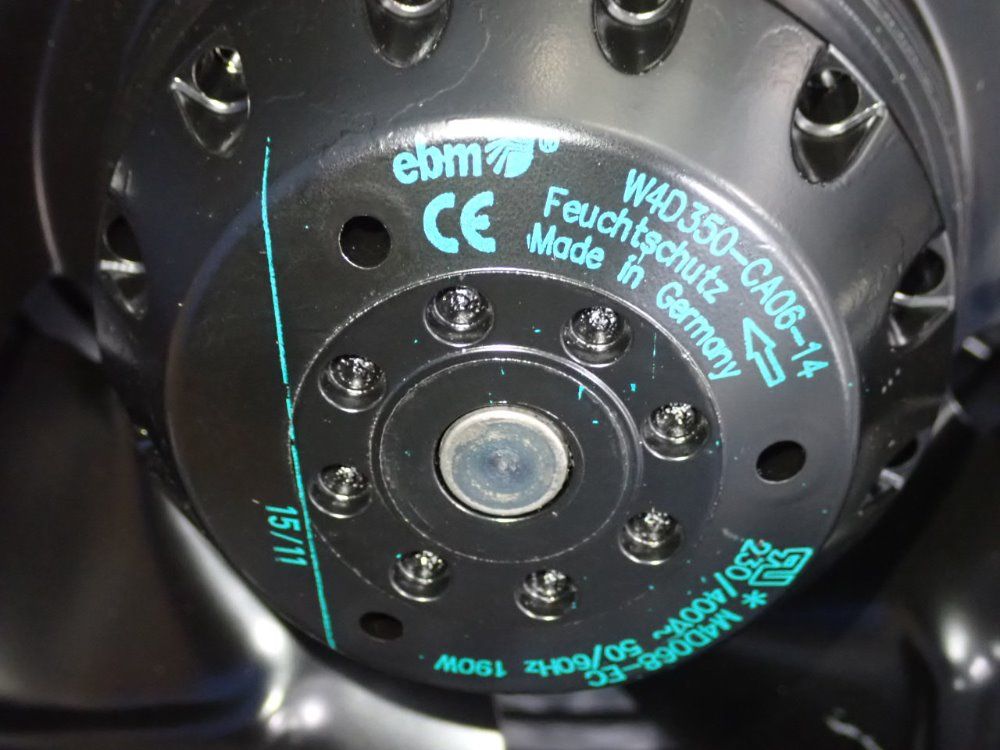 ebm
CE
W4D350-CA06-14
Feuchtschutz
Made in Germany
15/11
* M4D068-EC
230/400V~ 50/60Hz 190W